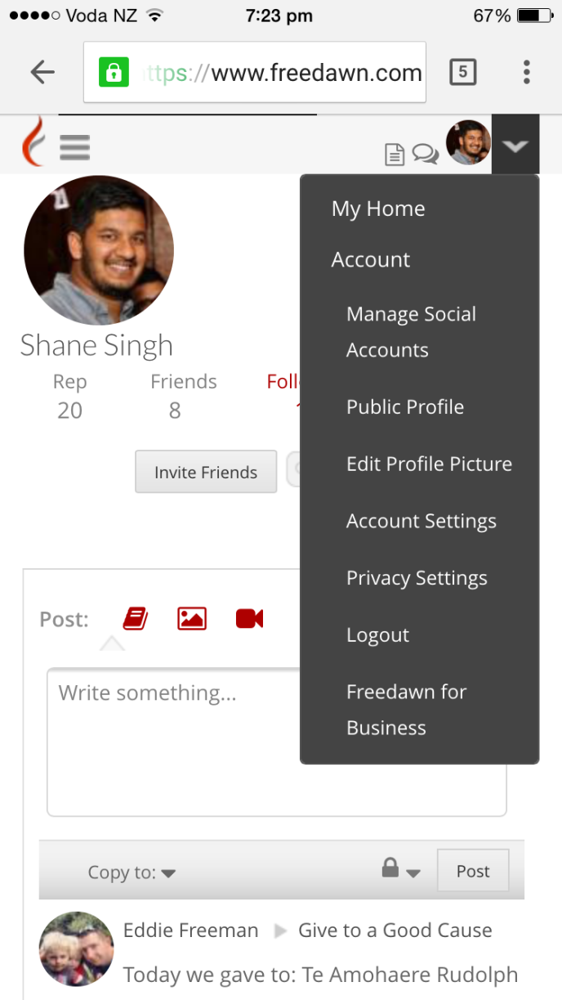 Voda NZ 7:23 pm 67%
ttps://www.freedawn.com 5
My Home
Account
Manage Social
Accounts
Public Profile
Edit Profile Picture
Account Settings
Privacy Settings
Logout
Freedawn for
Business
Shane Singh
Rep Friends Foll
20 8
Invite Friends
Post:
Write something...
Copy to: Post
Eddie Freeman Give to a Good Cause
Today we gave to: Te Amohaere Rudolph